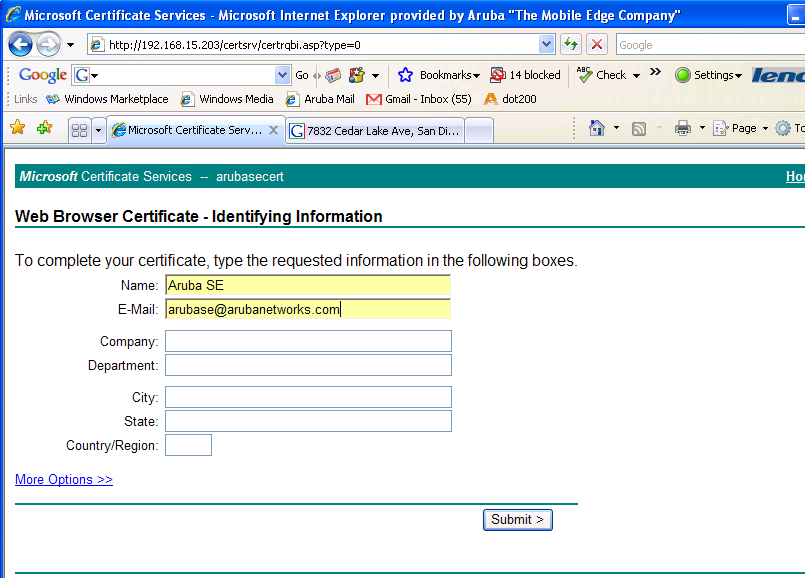 Microsoft Certificate Services - Microsoft Internet Explorer provided by Aruba "The Mobile Edge Company"
http://192.168.15.203/certsrv/certrqbi.asp?type=0
Google
Google G Go Bookmarks 14 blocked ABC Check >> Settings lenc
Links Windows Marketplace Windows Media Aruba Mail Gmail - Inbox (55) dot200
Microsoft Certificate Serv... 7832 Cedar Lake Ave, San Di... Page To
Microsoft Certificate Services -- arubasecert Ho
Web Browser Certificate - Identifying Information
To complete your certificate, type the requested information in the following boxes.
Name: Aruba SE
E-Mail: arubase@arubanetworks.com
Company:
Department:
City:
State:
Country/Region:
More Options >>
Submit >